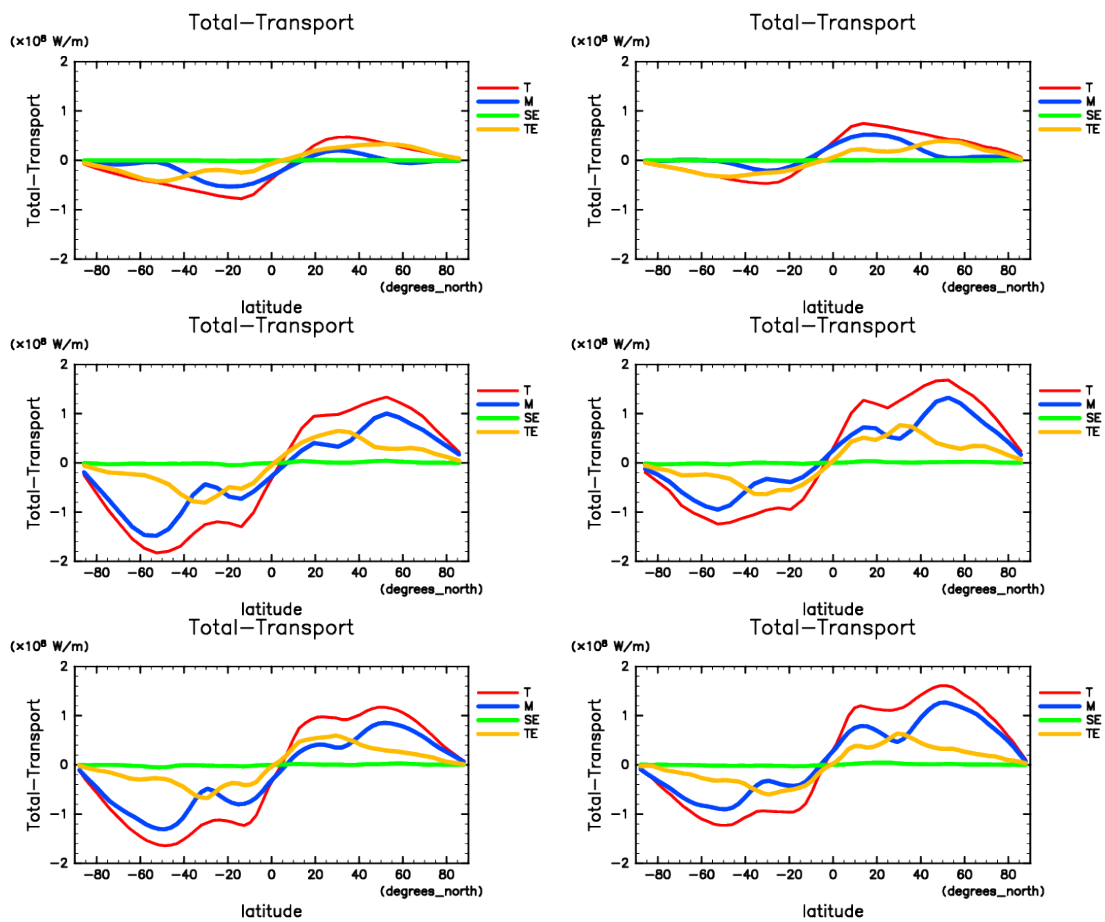 Total-Transport
(×10⁸ W/m)
2
1
0
-1
-2
Total-Transport
T
M
SE
TE
-80 -60 -40 -20 0 20 40 60 80
(degrees_north)
latitude
Total-Transport
(×10⁸ W/m)
2
1
0
-1
-2
Total-Transport
T
M
SE
TE
-80 -60 -40 -20 0 20 40 60 80
(degrees_north)
latitude
Total-Transport
(×10⁸ W/m)
2
1
0
-1
-2
Total-Transport
T
M
SE
TE
-80 -60 -40 -20 0 20 40 60 80
(degrees_north)
latitude
Total-Transport
(×10⁸ W/m)
2
1
0
-1
-2
Total-Transport
T
M
SE
TE
-80 -60 -40 -20 0 20 40 60 80
(degrees_north)
latitude
Total-Transport
(×10⁸ W/m)
2
1
0
-1
-2
Total-Transport
T
M
SE
TE
-80 -60 -40 -20 0 20 40 60 80
(degrees_north)
latitude
Total-Transport
(×10⁸ W/m)
2
1
0
-1
-2
Total-Transport
T
M
SE
TE
-80 -60 -40 -20 0 20 40 60 80
(degrees_north)
latitude